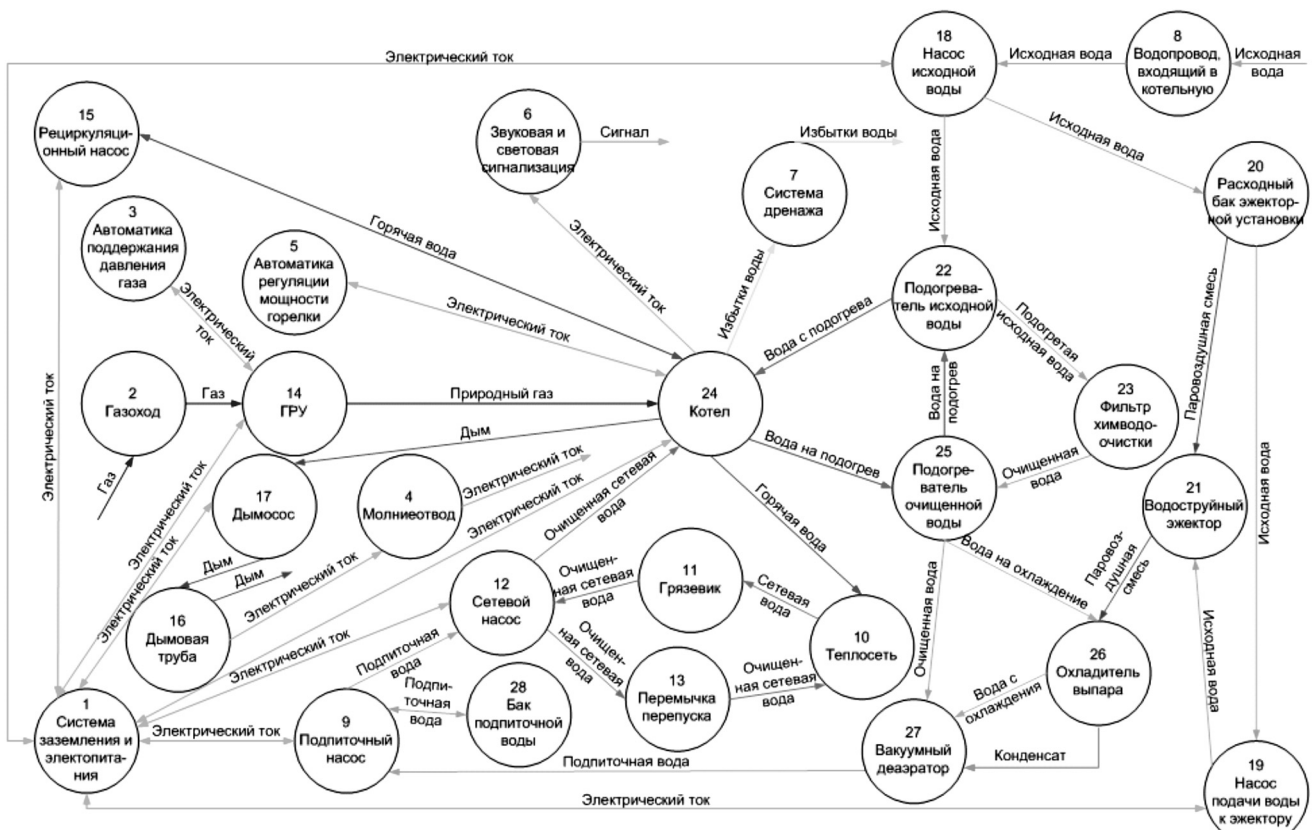 Электрический ток
18
Насос
исходной
воды
Исходная вода
8
Водопровод,
входящий в
котельную
Исходная
вода
15
Рециркуляци-
онный насос
6
Звуковая и
световая
сигнализация
Сигнал
Избытки воды
7
Система
дренажа
Исходная вода
Исходная вода
20
Расходный
бак эжектор-
ной установки
3
Автоматика
поддержания
давления
газа
Горячая вода
5
Автоматика
регуляции
мощности
горелки
Электрический ток
Электрический ток
Избытки воды
22
Подогрева-
тель исходной
воды
Подогретая
исходная вода
Паровоздушная смесь
Электрический
ток
Вода с подогрева
Электрический ток
2
Газоход
Газ
14
ГРУ
Природный газ
24
Котел
Вода на
подогрев
23
Фильтр
химводо-
очистки
Газ
Дым
Вода на подогрев
25
Подогре-
ватель
очищенной
воды
Очищенная
вода
Исходная вода
Электрический ток
Электрический ток
17
Дымосос
4
Молниеотвод
Электрический ток
Электрический ток
Очищенная сетевая
вода
Горячая вода
21
Водоструйный
эжектор
Вода на охлаждение
Паровоз-
душная
смесь
Дым
Дым
Электрический ток
16
Дымовая
труба
12
Сетевой
насос
Очищен-
ная сетевая
вода
11
Грязевик
Сетевая
вода
10
Теплосеть
Очищенная вода
Исходная вода
Электрический ток
Подпиточная
вода
Очищен-
ная сетевая
вода
13
Перемычка
перепуска
Очищен-
ная сетевая
вода
26
Охладитель
выпара
Вода с
охлаждения
1
Система
заземления и
электопита-
ния
Электрический ток
9
Подпиточный
насос
Подпи-
точная
вода
28
Бак
подпиточной
воды
Подпиточная вода
27
Вакуумный
деаэратор
Конденсат
19
Насос
подачи воды
к эжектору
Электрический ток